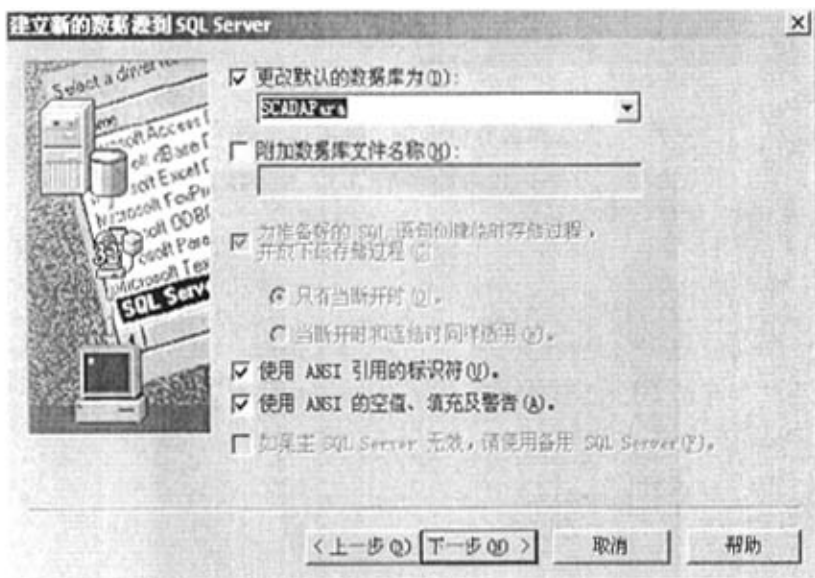 建立新的数据源到 SQL Server
Select a driver
Microsoft Access
dBase
Microsoft Excel
Microsoft FoxPro
Microsoft ODBC
Microsoft Para
Microsoft Tex
SQL Serv
更改默认的数据库为(D):
SCADAPara
附加数据库文件名称(H):
为准备好的 SQL 语句创建临时存储过程,
并放下该存储过程(C)
只有当断开时(O)。
当断开时和连结时同样适用(Y)。
使用 ANSI 引用的标识符(U)。
使用 ANSI 的空值、填充及警告(A)。
如果主 SQL Server 无效,请使用备用 SQL Server(F)。
<上一步(B)
下一步(N) >
取消
帮助